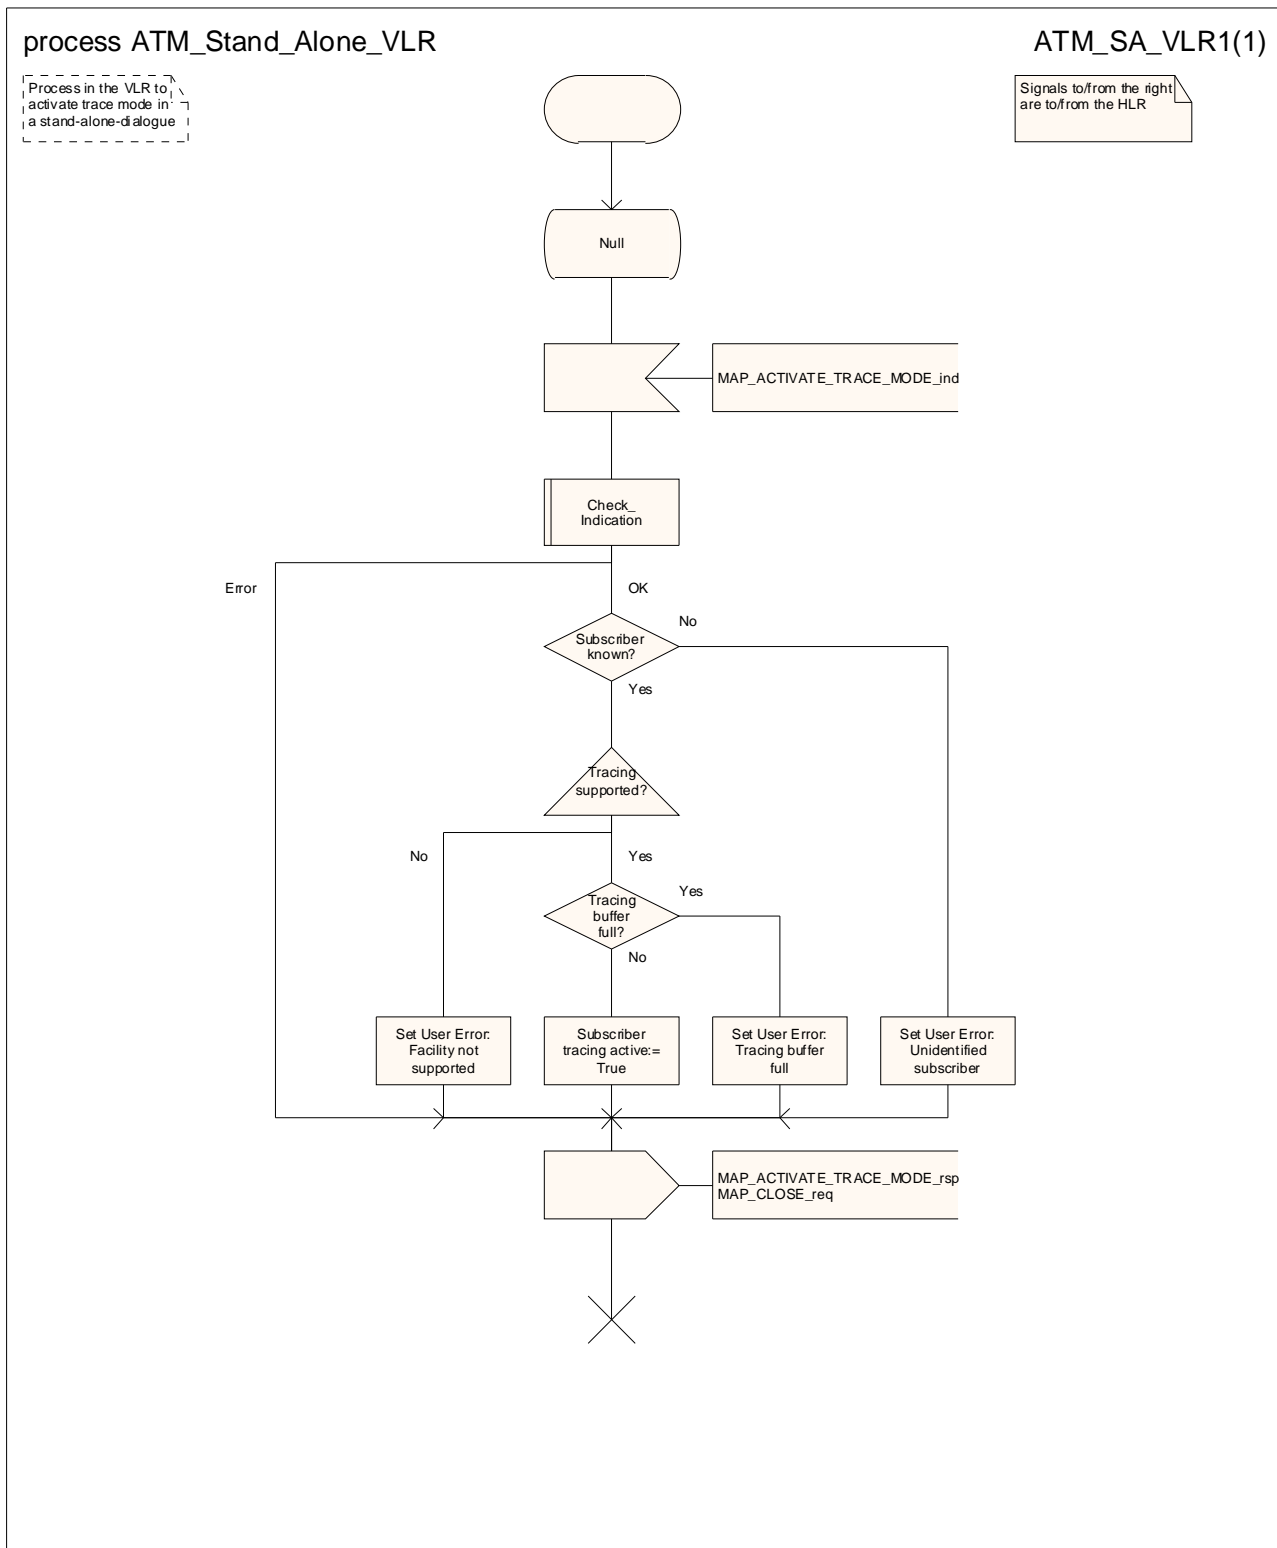 process ATM_Stand_Alone_VLR
ATM_SA_VLR1(1)
Process in the VLR to
activate trace mode in
a stand-alone-dialogue
Signals to/from the right
are to/from the HLR
Null
MAP_ACTIVATE_TRACE_MODE_ind
Check_
Indication
Error
OK
No
Subscriber
known?
Yes
Tracing
supported?
No
Yes
Yes
Tracing
buffer
full?
No
Set User Error:
Facility not
supported
Subscriber
tracing active:=
True
Set User Error:
Tracing buffer
full
Set User Error:
Unidentified
subscriber
MAP_ACTIVATE_TRACE_MODE_rsp
MAP_CLOSE_req